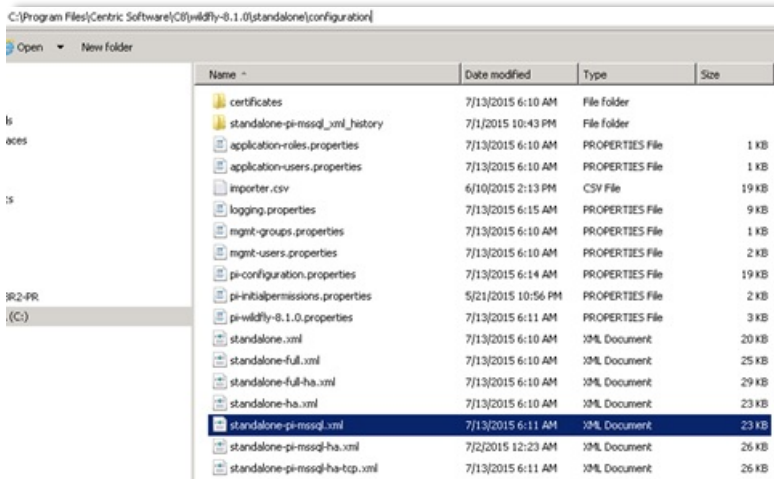 C:\Program Files\Centric Software\C8\wildfly-8.1.0\standalone\configuration
Open New folder
Name Date modified Type Size
certificates 7/13/2015 6:10 AM File folder
standalone-pi-mssql_xml_history 7/1/2015 10:43 PM File folder
ls
application-roles.properties 7/13/2015 6:10 AM PROPERTIES File 1 KB
aces
application-users.properties 7/13/2015 6:10 AM PROPERTIES File 1 KB
importer.csv 6/10/2015 2:13 PM CSV File 19 KB
ts
logging.properties 7/13/2015 6:15 AM PROPERTIES File 9 KB
mgmt-groups.properties 7/13/2015 6:10 AM PROPERTIES File 1 KB
mgmt-users.properties 7/13/2015 6:10 AM PROPERTIES File 2 KB
pi-configuration.properties 7/13/2015 6:14 AM PROPERTIES File 19 KB
3R2-PR
pi-initialpermissions.properties 5/21/2015 10:56 PM PROPERTIES File 2 KB
(C:)
pi-wildfly-8.1.0.properties 7/13/2015 6:11 AM PROPERTIES File 3 KB
standalone.xml 7/13/2015 6:10 AM XML Document 20 KB
standalone-full.xml 7/13/2015 6:10 AM XML Document 25 KB
standalone-full-ha.xml 7/13/2015 6:10 AM XML Document 29 KB
standalone-ha.xml 7/13/2015 6:10 AM XML Document 23 KB
standalone-pi-mssql.xml 7/13/2015 6:11 AM XML Document 23 KB
standalone-pi-mssql-ha.xml 7/2/2015 12:23 AM XML Document 26 KB
standalone-pi-mssql-ha-tcp.xml 7/13/2015 6:11 AM XML Document 26 KB